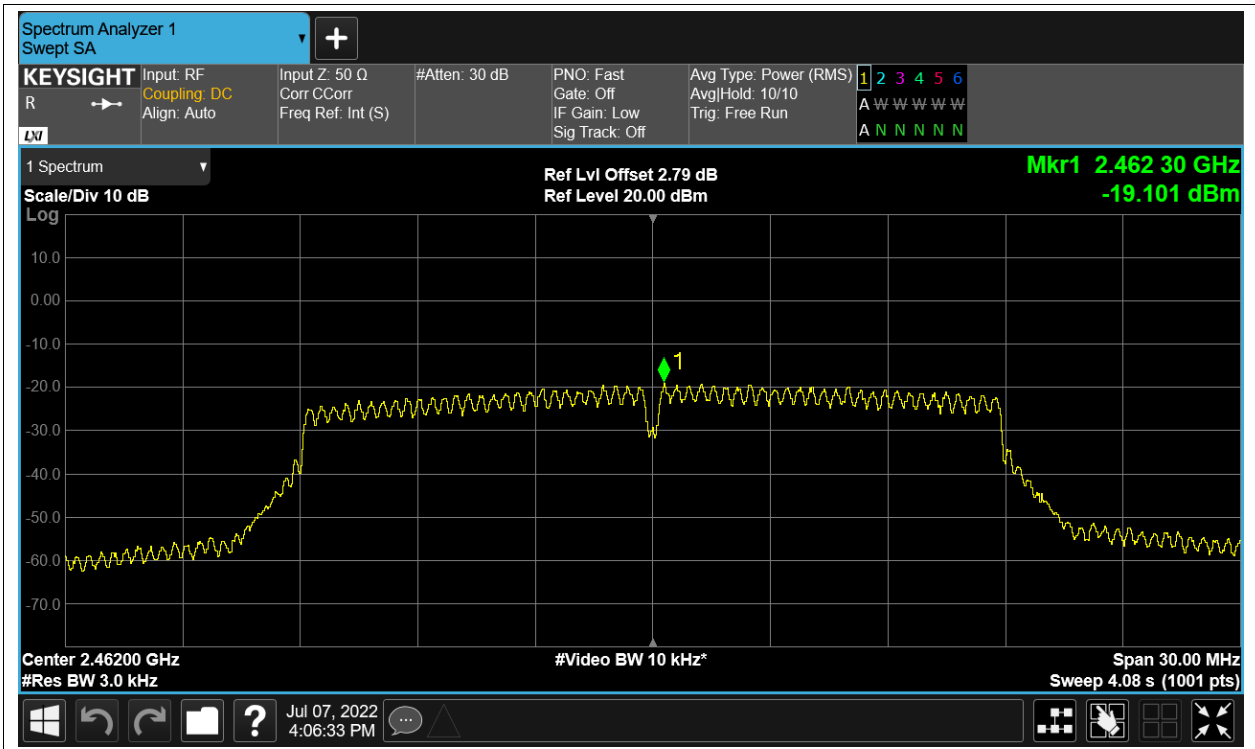 Spectrum Analyzer 1
Swept SA
+
KEYSIGHT
R
LXI
Input: RF
Coupling: DC
Align: Auto
Input Z: 50 Ω
Corr CCorr
Freq Ref: Int (S)
#Atten: 30 dB
PNO: Fast
Gate: Off
IF Gain: Low
Sig Track: Off
Avg Type: Power (RMS)
Avg|Hold: 10/10
Trig: Free Run
1 2 3 4 5 6
A W W W W W
A N N N N N
1 Spectrum
Scale/Div 10 dB
Ref Lvl Offset 2.79 dB
Ref Level 20.00 dBm
Mkr1 2.462 30 GHz
-19.101 dBm
Log
10.0
0.00
-10.0
1
-20.0
-30.0
-40.0
-50.0
-60.0
-70.0
Center 2.46200 GHz
#Video BW 10 kHz*
Span 30.00 MHz
#Res BW 3.0 kHz
Sweep 4.08 s (1001 pts)
?
Jul 07, 2022
4:06:33 PM